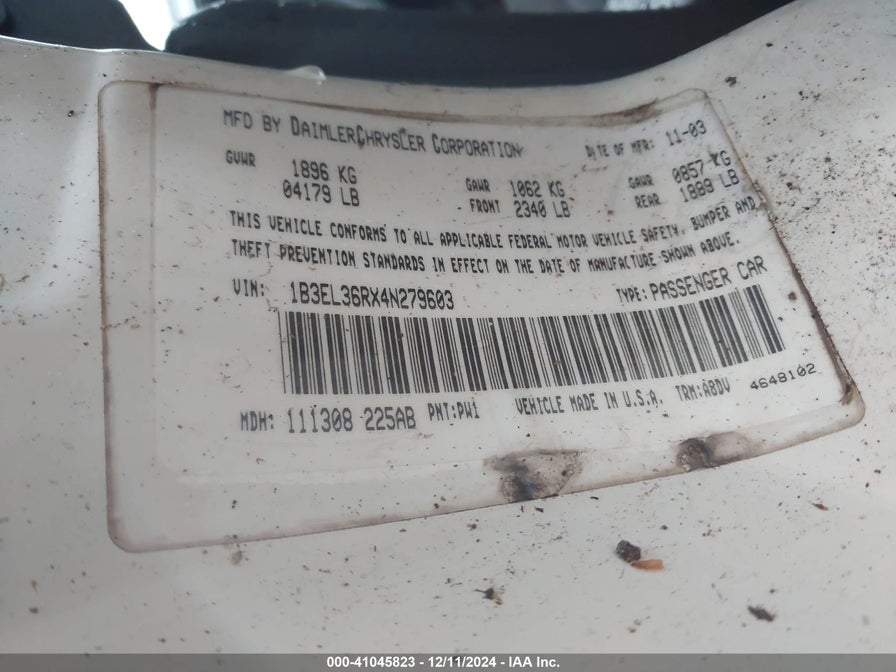 MFD BY DAIMLERCHRYSLER CORPORATION DATE OF MFR: 11-03
GVWR 1896 KG GAWR 1062 KG GAWR 0857 KG
04179 LB FRONT 2340 LB REAR 1889 LB
THIS VEHICLE CONFORMS TO ALL APPLICABLE FEDERAL MOTOR VEHICLE SAFETY, BUMPER AND
THEFT PREVENTION STANDARDS IN EFFECT ON THE DATE OF MANUFACTURE SHOWN ABOVE.
VIN: 1B3EL36RX4N279603 TYPE: PASSENGER CAR
MDH: 111308 225AB PNT:PW1 VEHICLE MADE IN U.S.A. TRM:A8DV 4648102
000-41045823 - 12/11/2024 - IAA Inc.